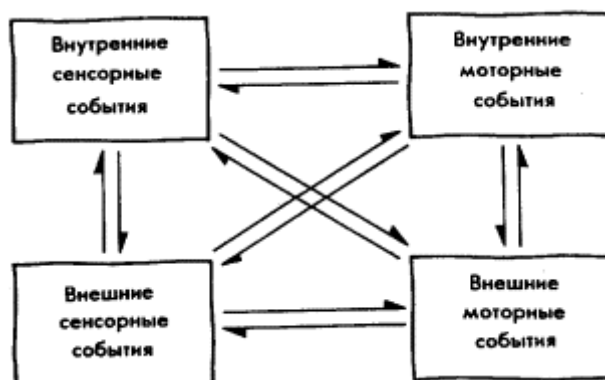 Внутренние
сенсорные
события
Внутренние
моторные
события
Внешние
сенсорные
события
Внешние
моторные
события